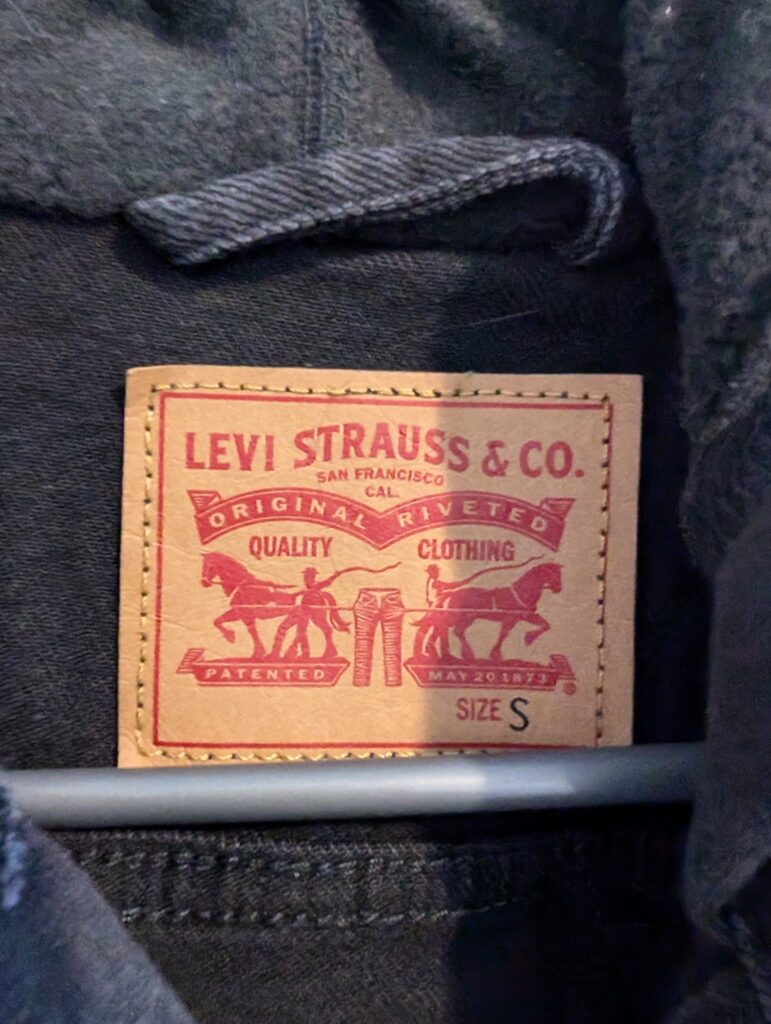 LEVI STRAUSS & CO.
SAN FRANCISCO
CAL.
ORIGINAL RIVETED
QUALITY CLOTHING
PATENTED MAY 20 1873
®
SIZE S